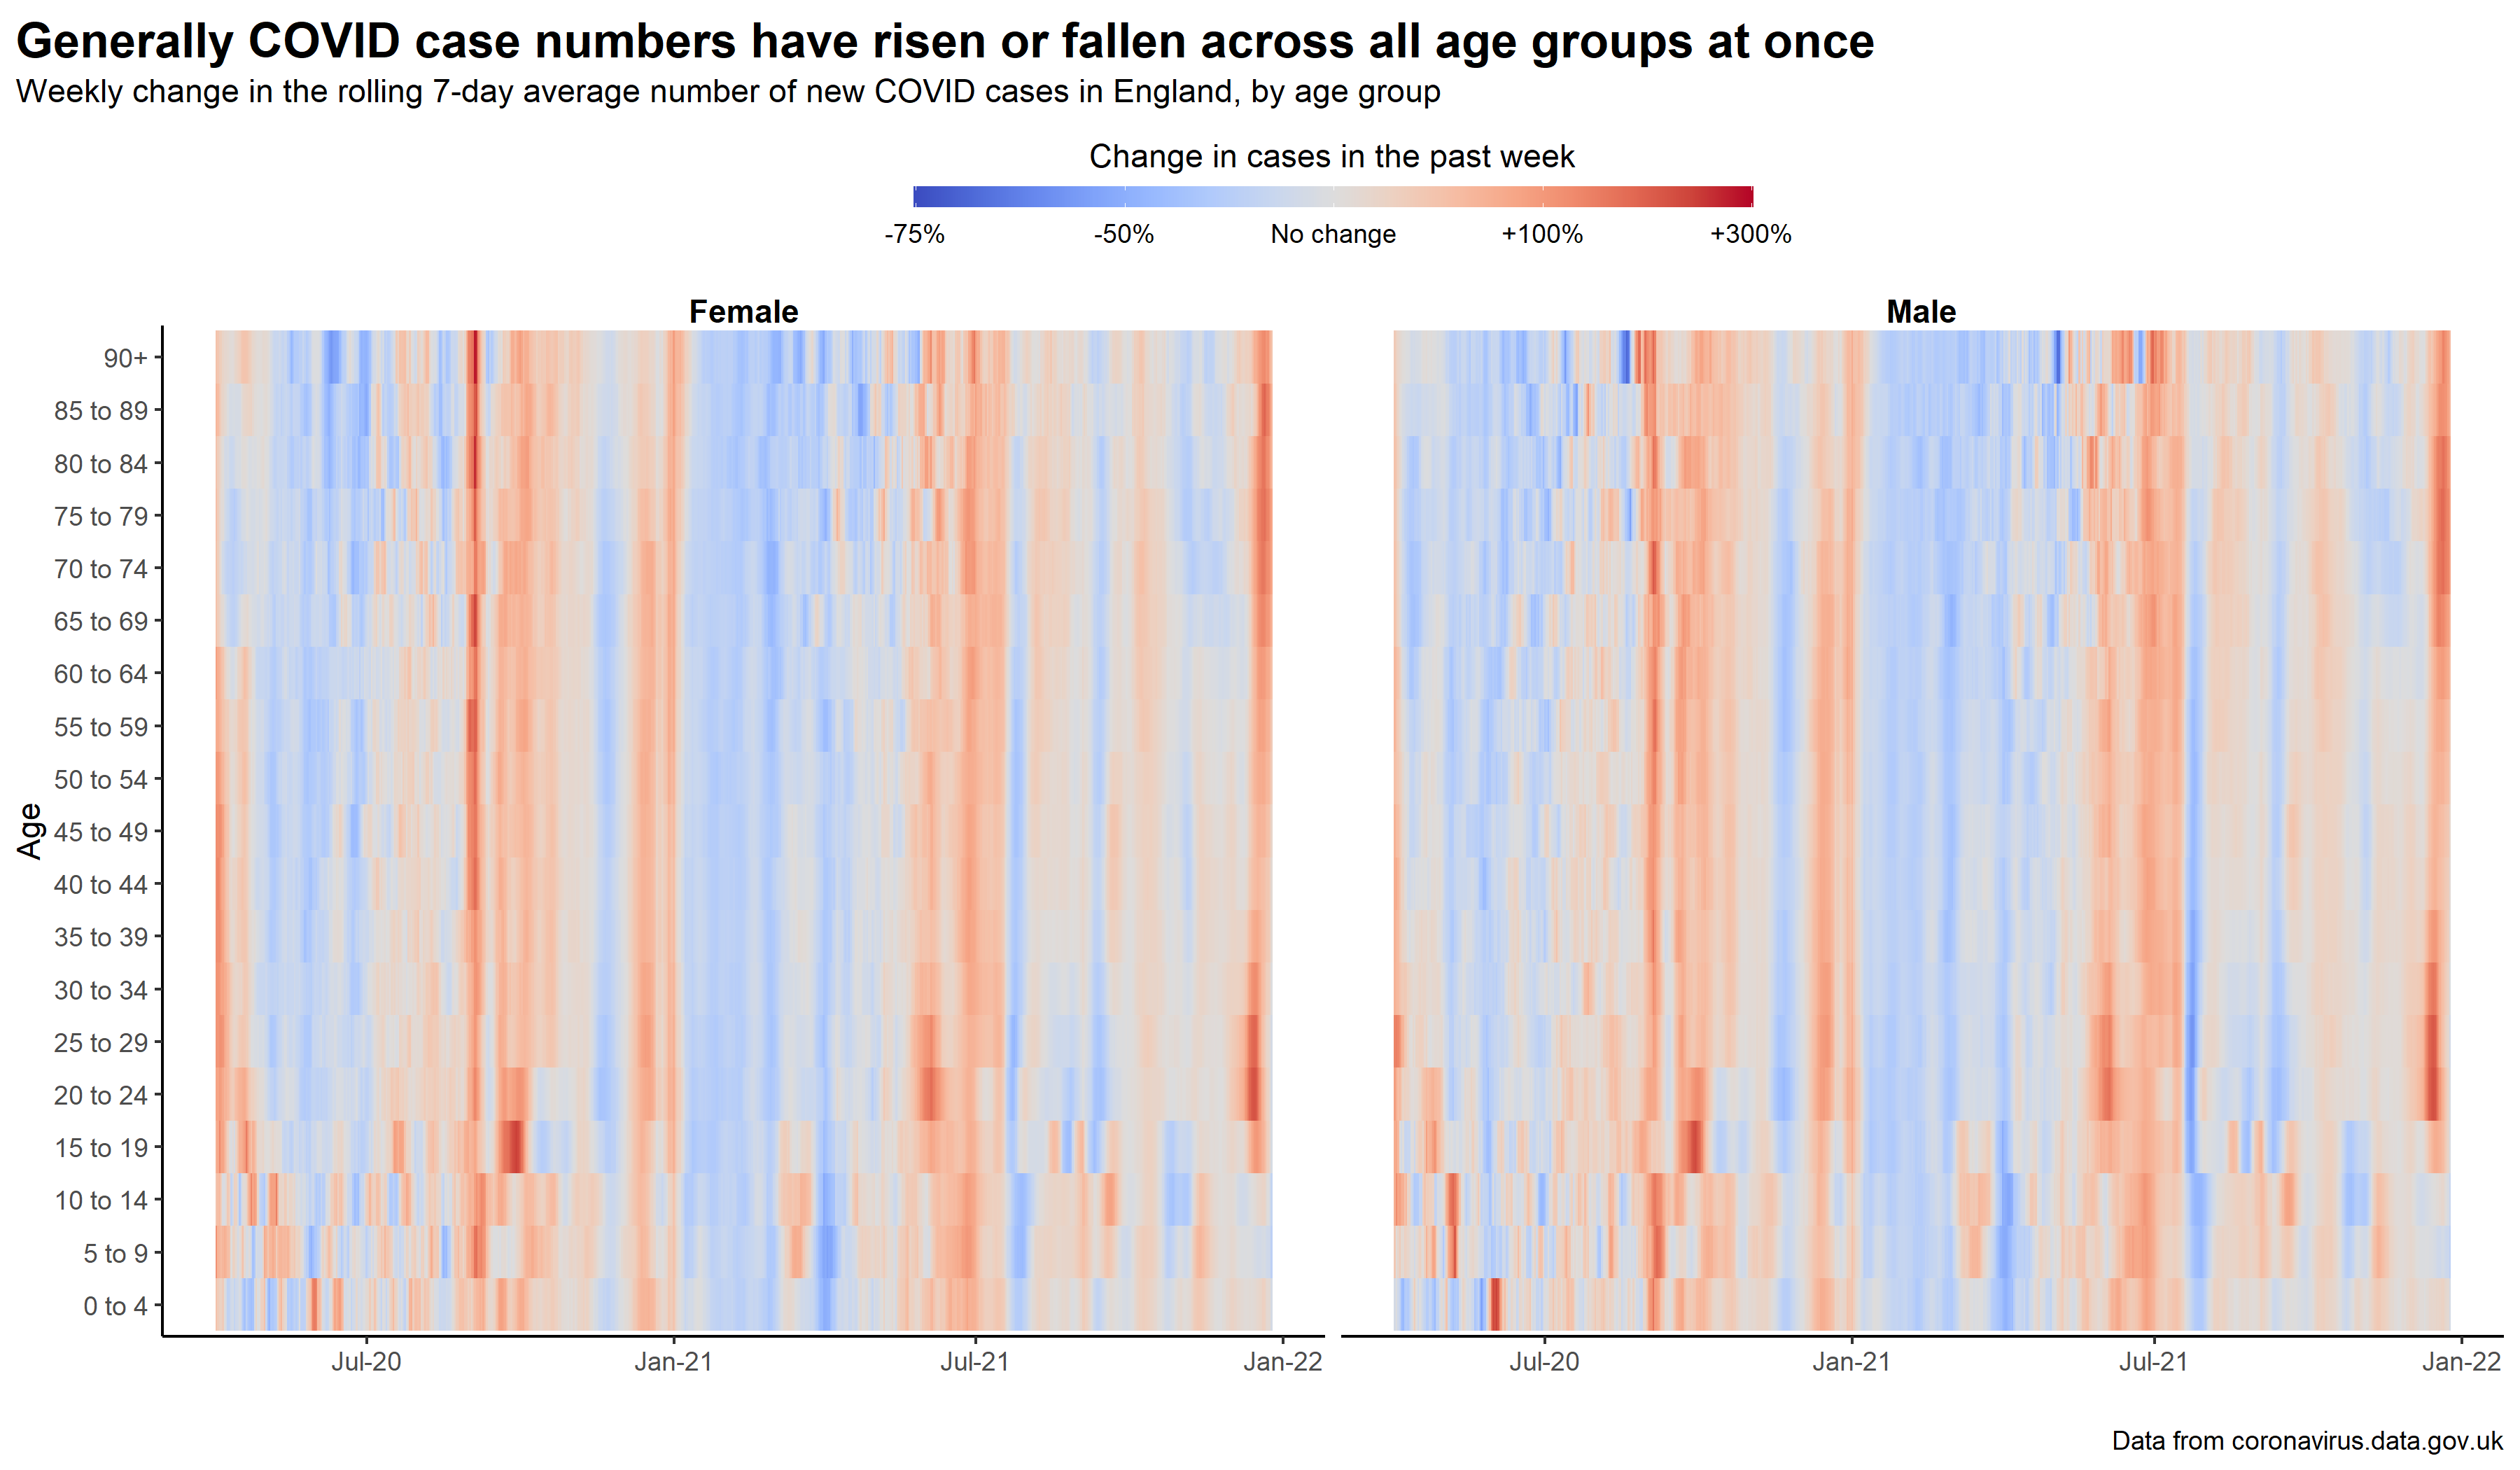 Generally COVID case numbers have risen or fallen across all age groups at once
Weekly change in the rolling 7-day average number of new COVID cases in England, by age group
Change in cases in the past week
-75% -50% No change +100% +300%
Female Male
90+
85 to 89
80 to 84
75 to 79
70 to 74
65 to 69
60 to 64
55 to 59
50 to 54
45 to 49
40 to 44
35 to 39
30 to 34
25 to 29
20 to 24
15 to 19
10 to 14
5 to 9
0 to 4
Age
Jul-20 Jan-21 Jul-21 Jan-22 Jul-20 Jan-21 Jul-21 Jan-22
Data from coronavirus.data.gov.uk